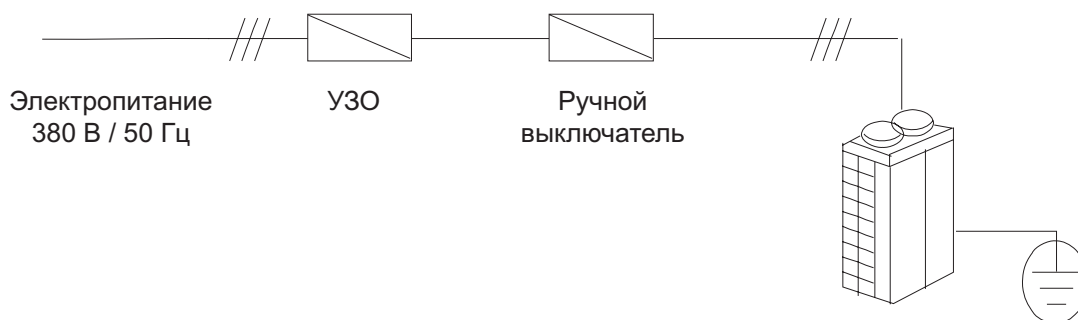 Электропитание
380 В / 50 Гц
УЗО
Ручной
выключатель